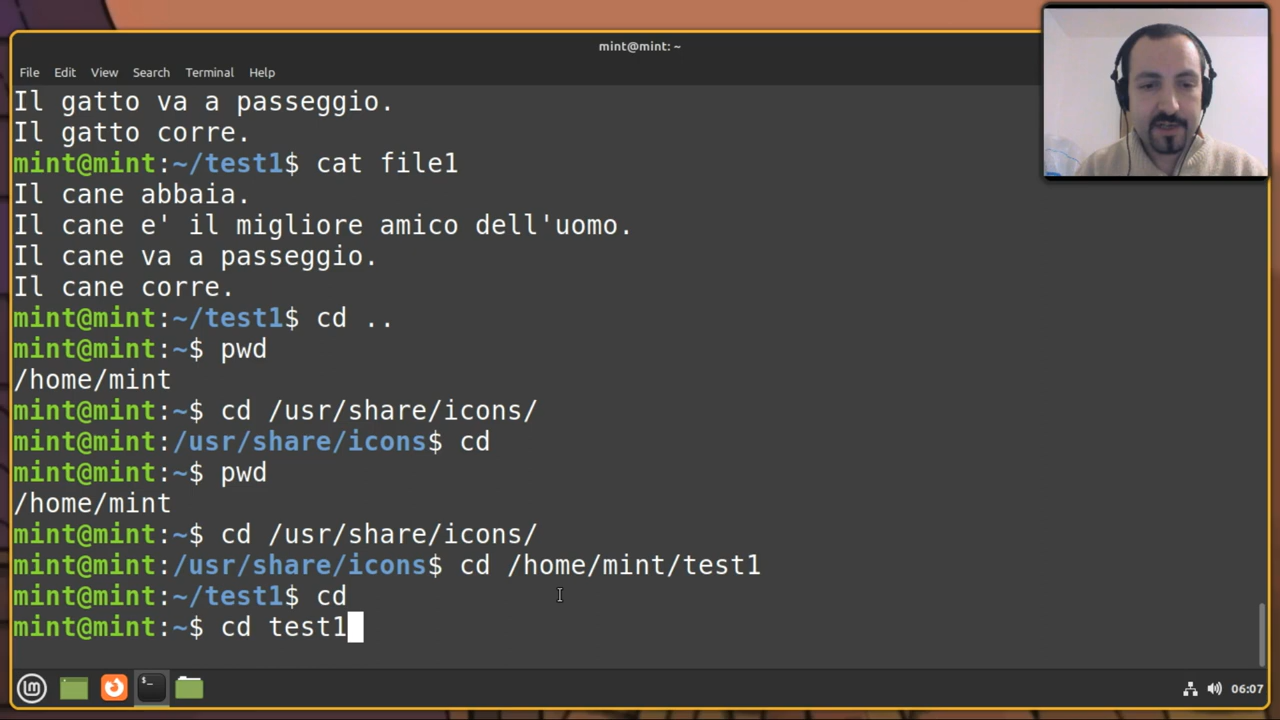 mint@mint: ~
File Edit View Search Terminal Help
Il gatto va a passeggio.
Il gatto corre.
mint@mint:~/test1$ cat file1
Il cane abbaia.
Il cane e' il migliore amico dell'uomo.
Il cane va a passeggio.
Il cane corre.
mint@mint:~/test1$ cd ..
mint@mint:~$ pwd
/home/mint
mint@mint:~$ cd /usr/share/icons/
mint@mint:/usr/share/icons$ cd
mint@mint:~$ pwd
/home/mint
mint@mint:~$ cd /usr/share/icons/
mint@mint:/usr/share/icons$ cd /home/mint/test1
mint@mint:~/test1$ cd
mint@mint:~$ cd test1
06:07